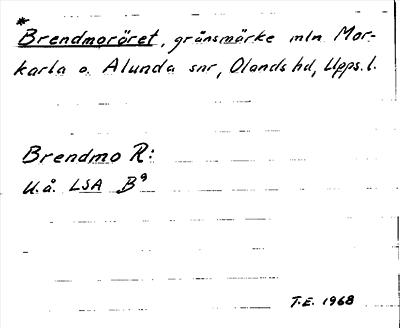 *
Brendmoröret, gränsmärke mln Mor-
karla o. Alunda snr, Olands hd, Upps. l.
Brendmo R:
U.å. LSA B9
T.E. 1968